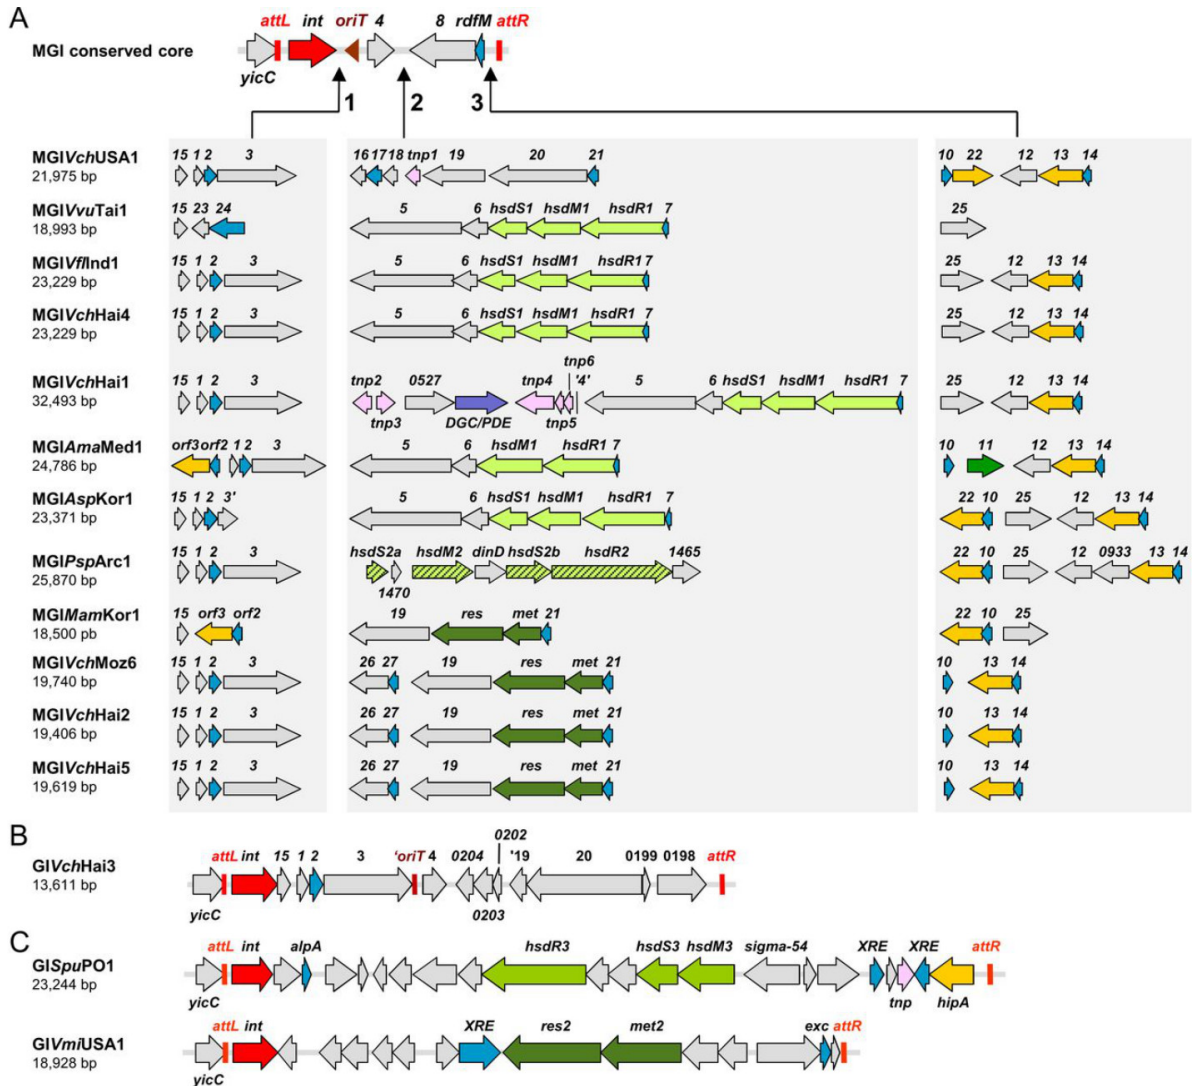 A
attL int oriT 4 8 rdfM attR
MGI conserved core
yicC
1 2 3
MGIVchUSA1 15 1 2 3 16 17 18 tnp1 19 20 21 10 22 12 13 14
21,975 bp
MGIVvuTai1 15 23 24 5 6 hsdS1 hsdM1 hsdR1 7 25
18,993 bp
MGIVflInd1 15 1 2 3 5 6 hsdS1 hsdM1 hsdR1 7 25 12 13 14
23,229 bp
MGIVchHai4 15 1 2 3 5 6 hsdS1 hsdM1 hsdR1 7 25 12 13 14
23,229 bp
tnp6
MGIVchHai1 15 1 2 3 tnp2 0527 tnp4 '4' 5 6 hsdS1 hsdM1 hsdR1 7 25 12 13 14
32,493 bp
tnp3 DGC/PDE tnp5
MGIAmaMed1 orf3 orf2 1 2 3 5 6 hsdM1 hsdR1 7 10 11 12 13 14
24,786 bp
MGIAspKor1 15 1 2 3' 5 6 hsdS1 hsdM1 hsdR1 7 22 10 25 12 13 14
23,371 bp
MGIPspArc1 15 1 2 3 hsdS2a hsdM2 dinD hsdS2b hsdR2 1465 22 10 25 12 0933 13 14
25,870 bp
1470
MGIMamKor1 15 orf3 orf2 19 res met 21 22 10 25
18,500 pb
MGIVchMoz6 15 1 2 3 26 27 19 res met 21 10 13 14
19,740 bp
MGIVchHai2 15 1 2 3 26 27 19 res met 21 10 13 14
19,406 bp
MGIVchHai5 15 1 2 3 26 27 19 res met 21 10 13 14
19,619 bp
B
0202
GIVchHai3 attL int 15 1 2 3 'oriT 4 0204 '19 20 0199 0198 attR
13,611 bp
yicC 0203
C
attL int alpA hsdR3 hsdS3 hsdM3 sigma-54 XRE XRE attR
GISpuPO1
23,244 bp
yicC tnp hipA
attL int XRE res2 met2 exc attR
GIVmiUSA1
18,928 bp
yicC